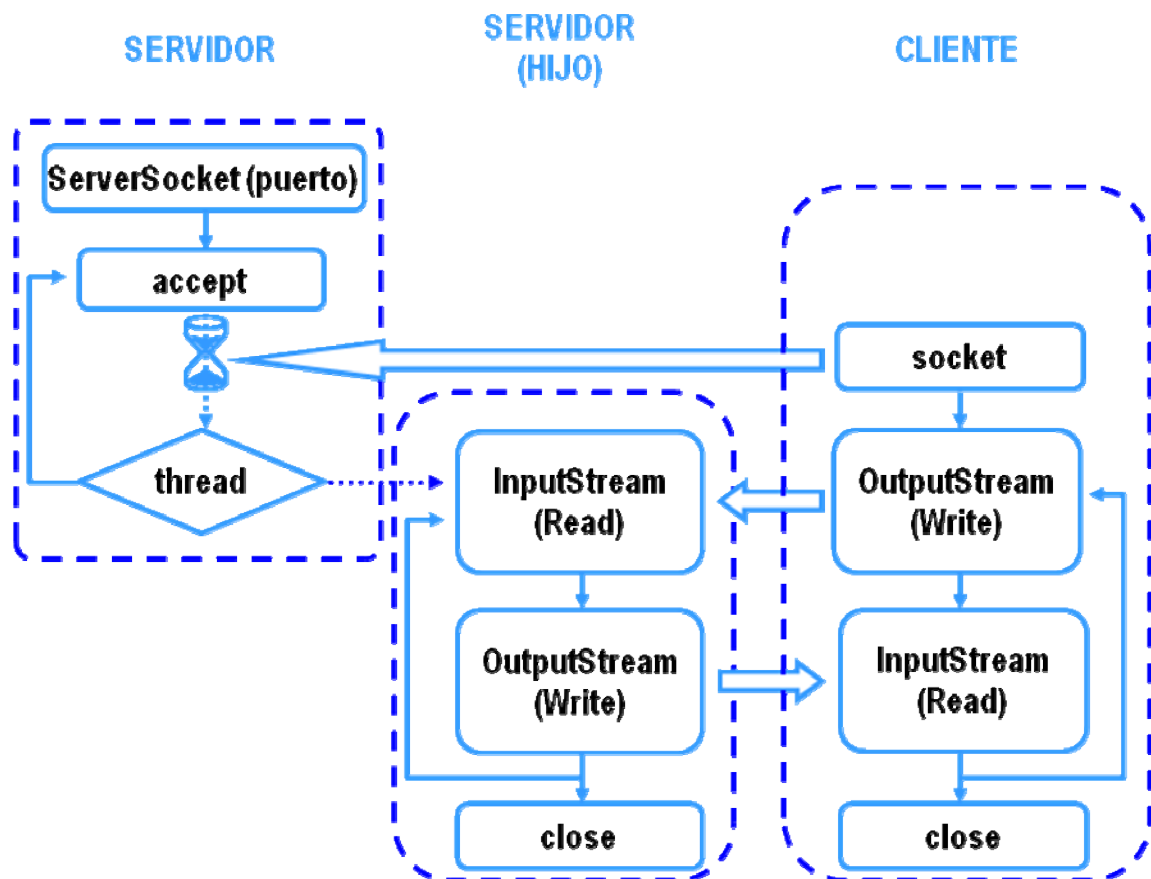 SERVIDOR
SERVIDOR
(HIJO)
CLIENTE
ServerSocket (puerto)
accept
thread
InputStream
(Read)
OutputStream
(Write)
close
socket
OutputStream
(Write)
InputStream
(Read)
close